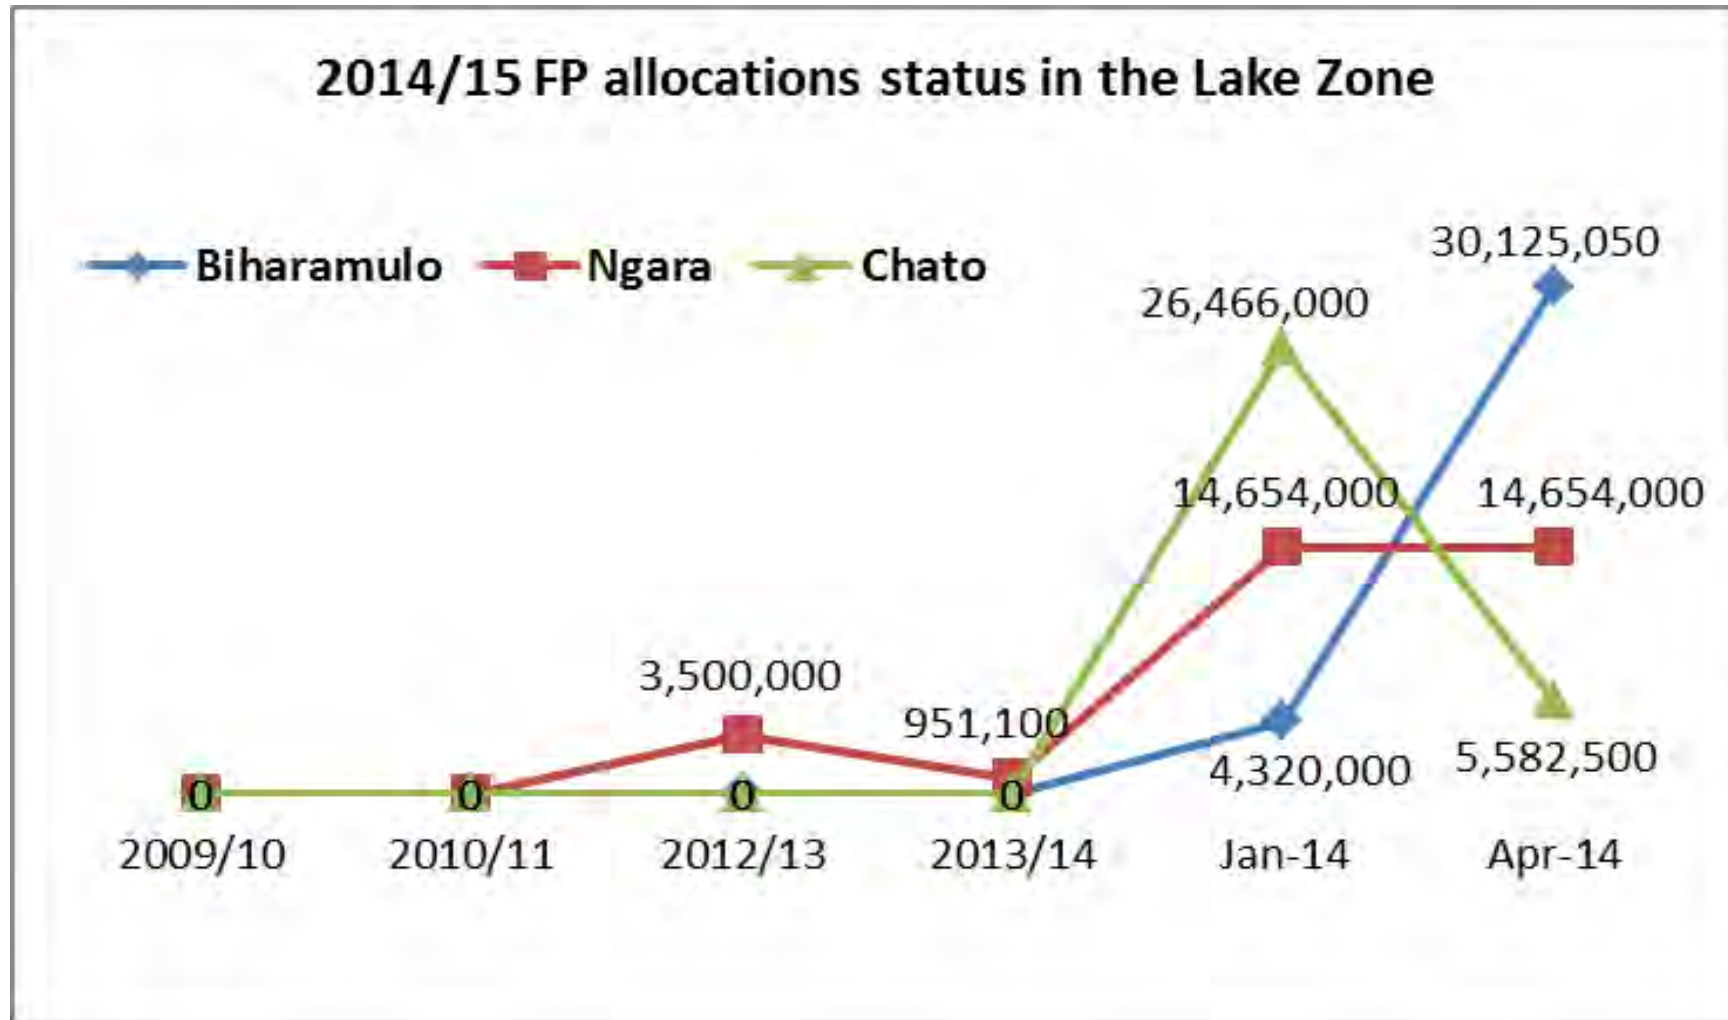 2014/15 FP allocations status in the Lake Zone
Biharamulo Ngara Chato
30,125,050
26,466,000
14,654,000 14,654,000
3,500,000
951,100
4,320,000 5,582,500
0 0 0 0
2009/10 2010/11 2012/13 2013/14 Jan-14 Apr-14